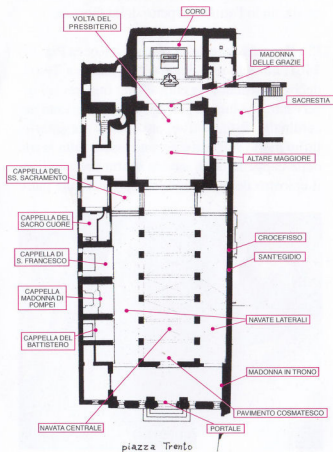 CORO
VOLTA DEL
PRESBITERIO
MADONNA
DELLE GRAZIE
SACRESTIA
ALTARE MAGGIORE
CAPPELLA DEL
SS. SACRAMENTO
CAPPELLA DEL
SACRO CUORE
CROCEFISSO
CAPPELLA DI
S. FRANCESCO
SANT'EGIDIO
CAPPELLA
MADONNA DI
POMPEI
NAVATE LATERALI
CAPPELLA DEL
BATTISTERO
MADONNA IN TRONO
PAVIMENTO COSMATESCO
NAVATA CENTRALE
PORTALE
piazza Trento